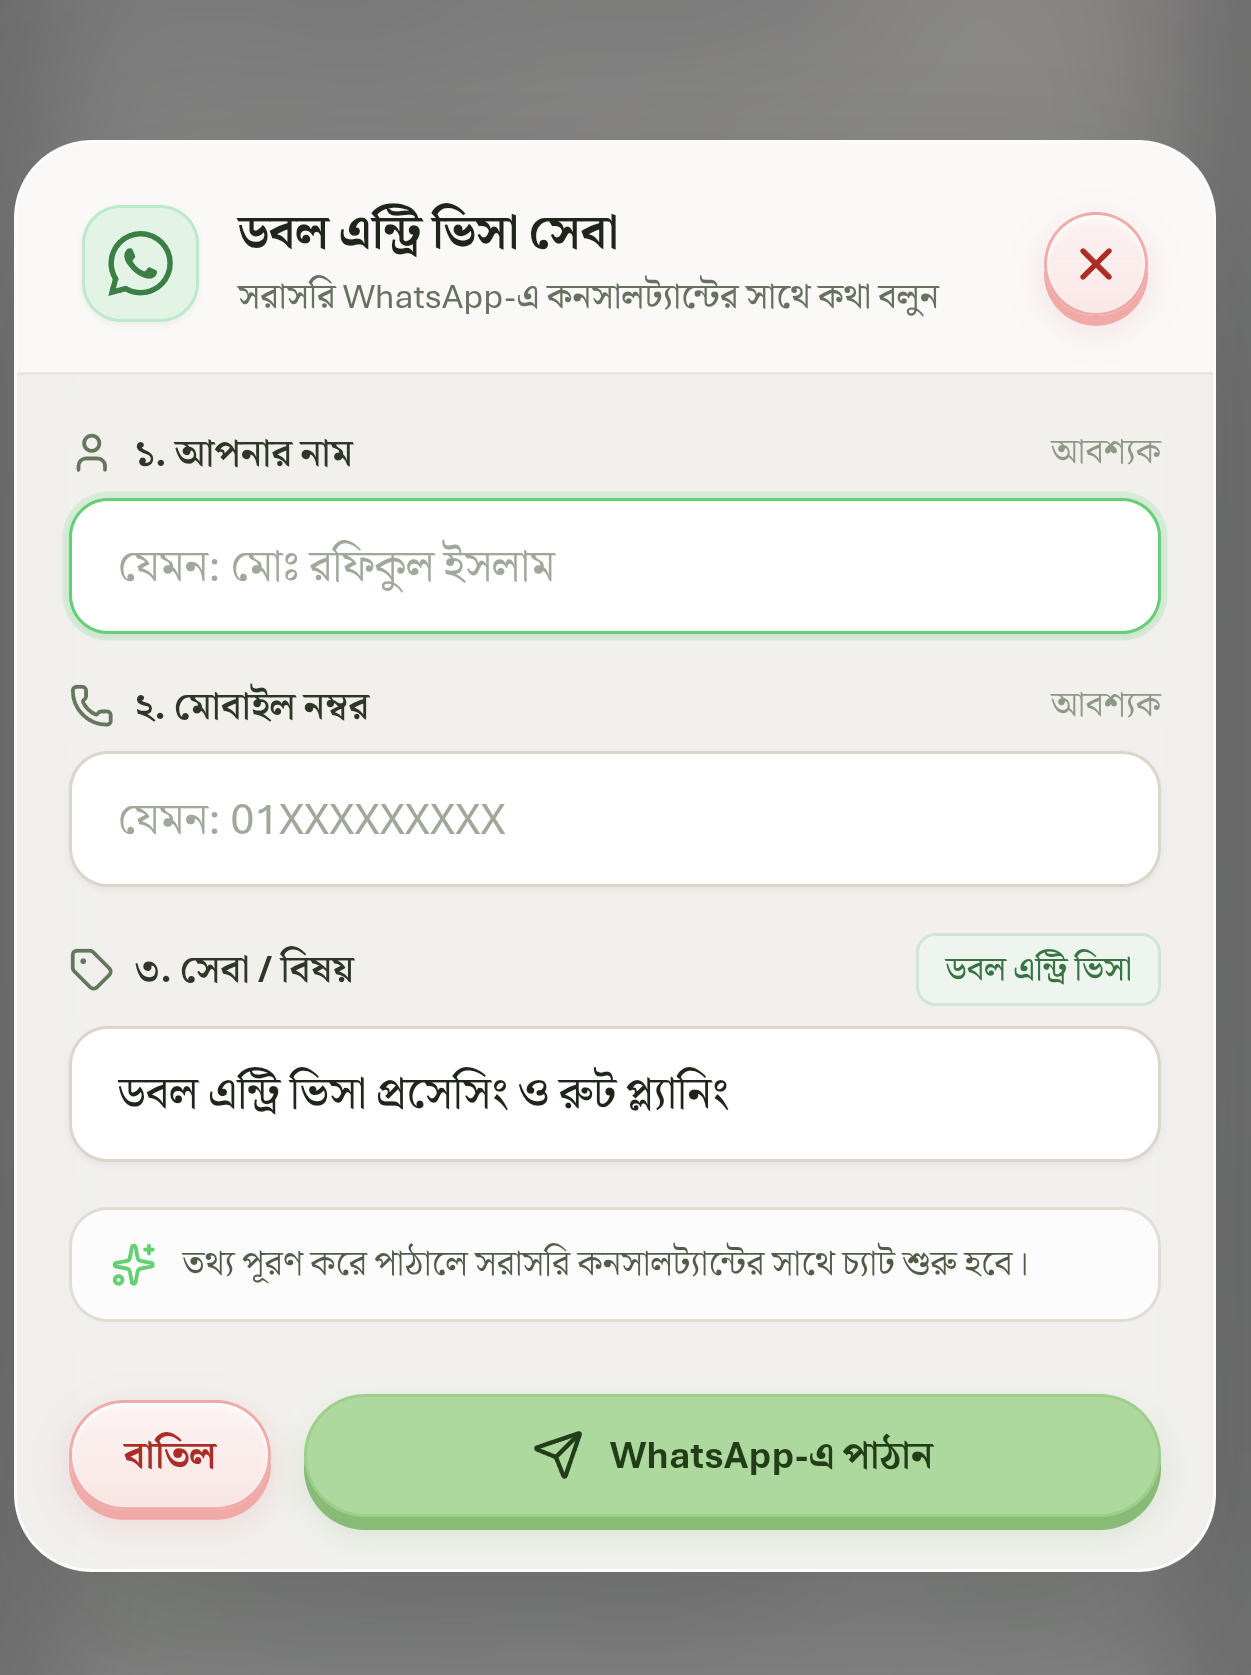 ডবল এন্ট্রি ভিসা সেবা
সরাসরি WhatsApp-এ কনসালট্যান্টের সাথে কথা বলুন
১. আপনার নাম আবশ্যক
যেমন: মোঃ রফিকুল ইসলাম
২. মোবাইল নম্বর আবশ্যক
যেমন: 01XXXXXXXXX
৩. সেবা / বিষয় ডবল এন্ট্রি ভিসা
ডবল এন্ট্রি ভিসা প্রসেসিং ও রুট প্ল্যানিং
তথ্য পূরণ করে পাঠালে সরাসরি কনসালট্যান্টের সাথে চ্যাট শুরু হবে।
বাতিল WhatsApp-এ পাঠান